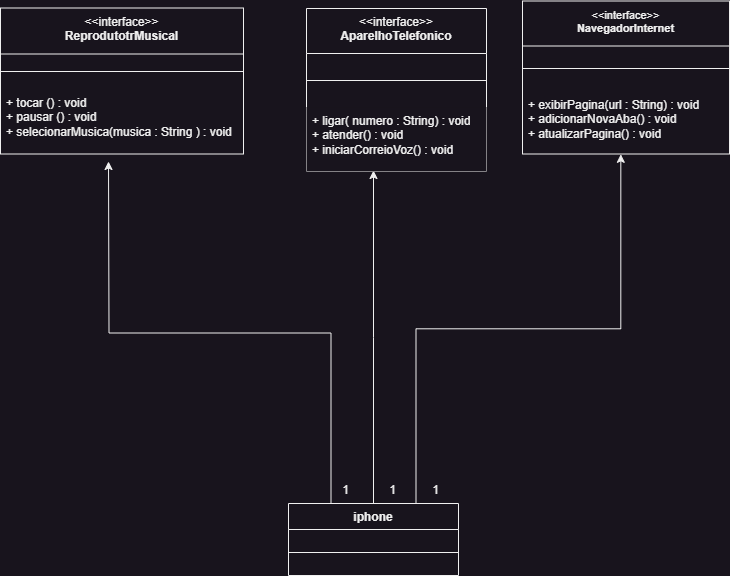 <<interface>>
ReprodutotrMusical
+ tocar () : void
+ pausar () : void
+ selecionarMusica(musica : String ) : void
<<interface>>
AparelhoTelefonico
+ ligar( numero : String) : void
+ atender() : void
+ iniciarCorreioVoz() : void
<<interface>>
NavegadorInternet
+ exibirPagina(url : String) : void
+ adicionarNovaAba() : void
+ atualizarPagina() : void
1 1 1
iphone